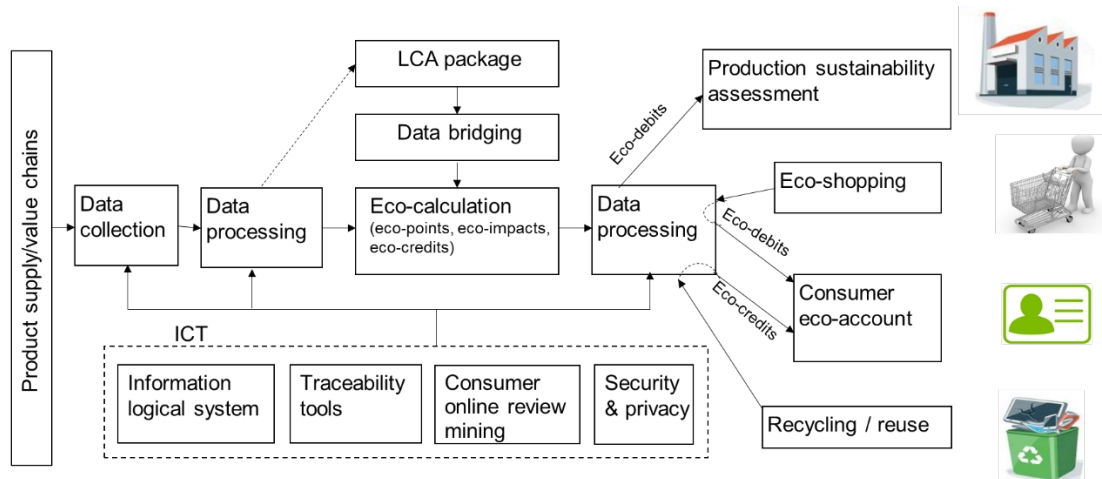 Product supply/value chains
LCA package
Data bridging
Data
collection
Data
processing
Eco-calculation
(eco-points, eco-impacts,
eco-credits)
Data
processing
Eco-debits
Production sustainability
assessment
Eco-shopping
Eco-debits
Eco-credits
Consumer
eco-account
Recycling / reuse
ICT
Information
logical system
Traceability
tools
Consumer
online review
mining
Security
& privacy